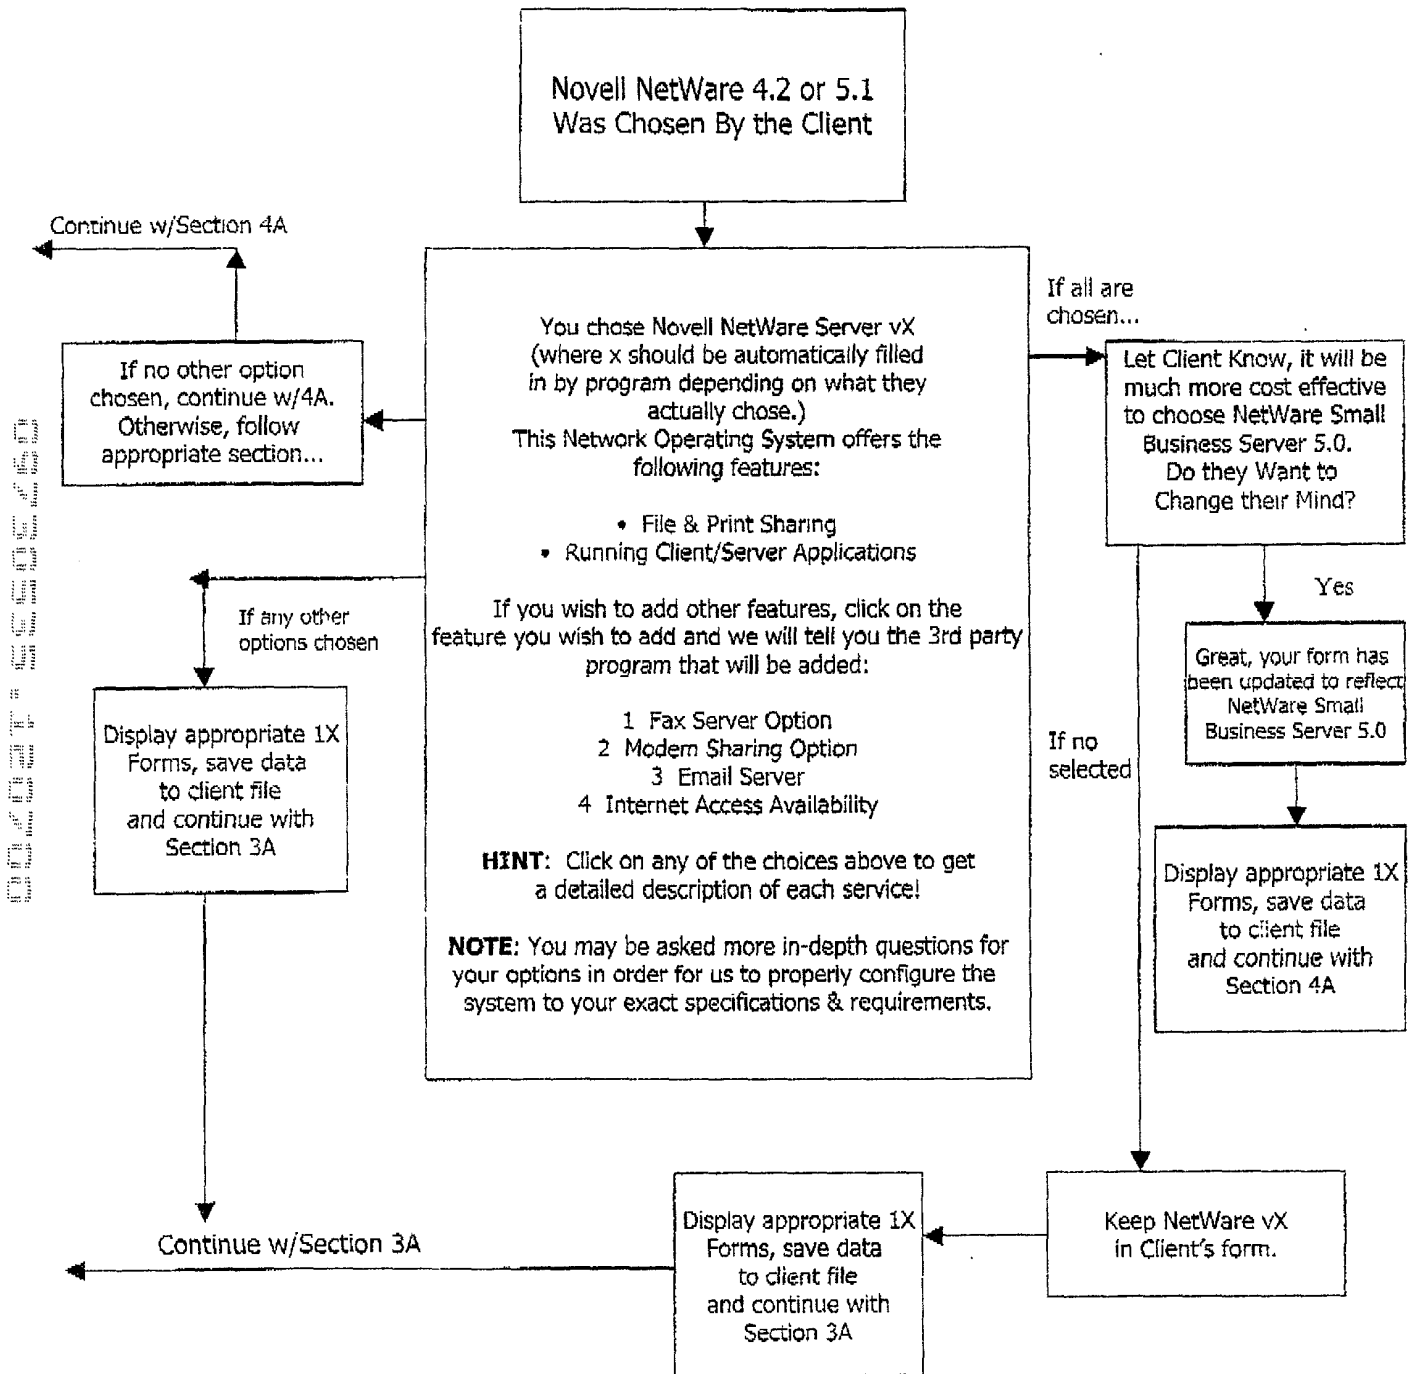 Novell NetWare 4.2 or 5.1
Was Chosen By the Client
Continue w/Section 4A
If no other option
chosen, continue w/4A.
Otherwise, follow
appropriate section...
You chose Novell NetWare Server vX
(where x should be automatically filled
in by program depending on what they
actually chose.)
This Network Operating System offers the
following features:
• File & Print Sharing
• Running Client/Server Applications
If you wish to add other features, click on the
feature you wish to add and we will tell you the 3rd party
program that will be added:
1 Fax Server Option
2 Modem Sharing Option
3 Email Server
4 Internet Access Availability
HINT: Click on any of the choices above to get
a detailed description of each service!
NOTE: You may be asked more in-depth questions for
your options in order for us to properly configure the
system to your exact specifications & requirements.
If all are
chosen...
Let Client Know, it will be
much more cost effective
to choose NetWare Small
Business Server 5.0.
Do they Want to
Change their Mind?
Yes
Great, your form has
been updated to reflect
NetWare Small
Business Server 5.0
Display appropriate 1X
Forms, save data
to client file
and continue with
Section 4A
If no
selected
Keep NetWare vX
in Client's form.
Display appropriate 1X
Forms, save data
to client file
and continue with
Section 3A
If any other
options chosen
Display appropriate 1X
Forms, save data
to client file
and continue with
Section 3A
Continue w/Section 3A